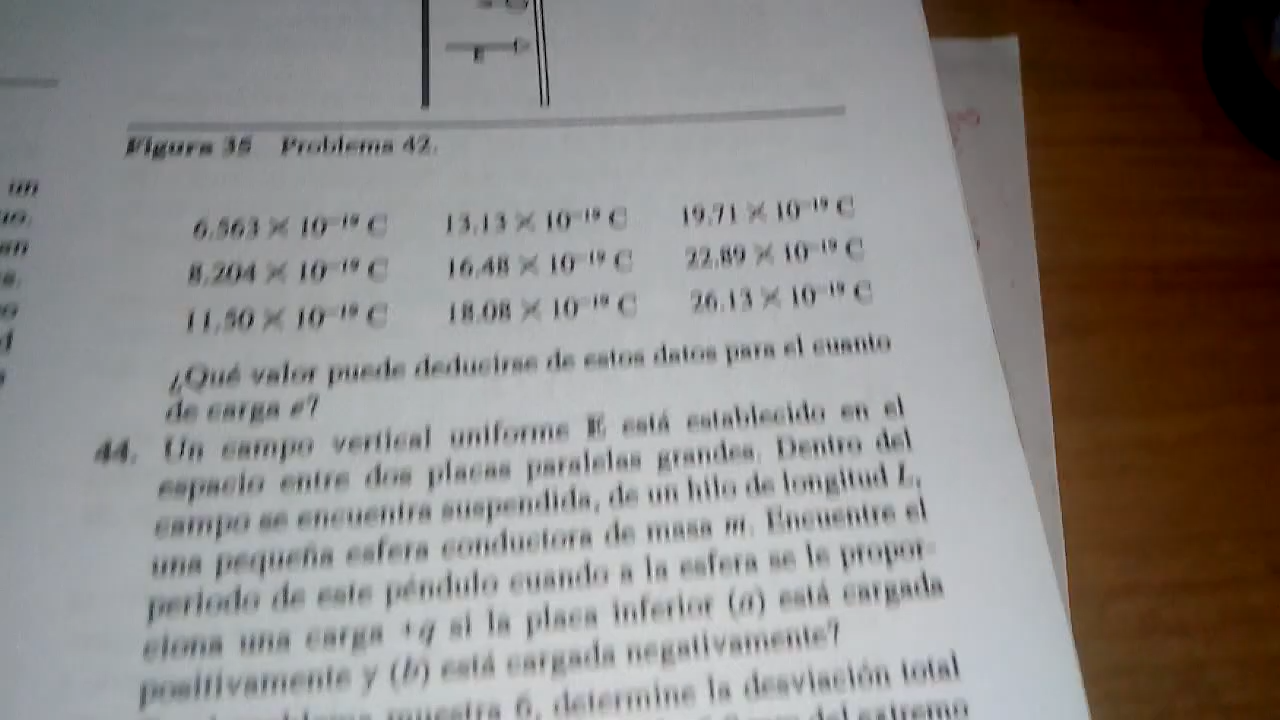 E
Figura 35 Problema 42.
6.563 × 10⁻¹⁹ C 13.13 × 10⁻¹⁹ C 19.71 × 10⁻¹⁹ C
8.204 × 10⁻¹⁹ C 16.48 × 10⁻¹⁹ C 22.89 × 10⁻¹⁹ C
11.50 × 10⁻¹⁹ C 18.08 × 10⁻¹⁹ C 26.13 × 10⁻¹⁹ C
¿Qué valor puede deducirse de estos datos para el cuanto
de carga e?
44. Un campo vertical uniforme E está establecido en el
espacio entre dos placas paralelas grandes. Dentro del
campo se encuentra suspendida, de un hilo de longitud L,
una pequeña esfera conductora de masa m. Encuentre el
periodo de este péndulo cuando a la esfera se le propor-
ciona una carga +q si la placa inferior (a) está cargada
positivamente y (b) está cargada negativamente?
muestra 6, determine la desviación total
del extremo